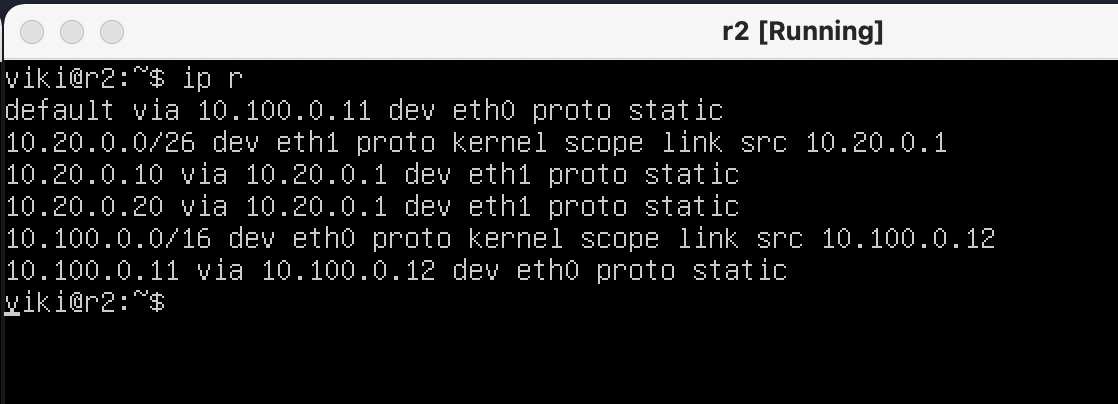 r2 [Running]
viki@r2:~$ ip r
default via 10.100.0.11 dev eth0 proto static
10.20.0.0/26 dev eth1 proto kernel scope link src 10.20.0.1
10.20.0.10 via 10.20.0.1 dev eth1 proto static
10.20.0.20 via 10.20.0.1 dev eth1 proto static
10.100.0.0/16 dev eth0 proto kernel scope link src 10.100.0.12
10.100.0.11 via 10.100.0.12 dev eth0 proto static
viki@r2:~$